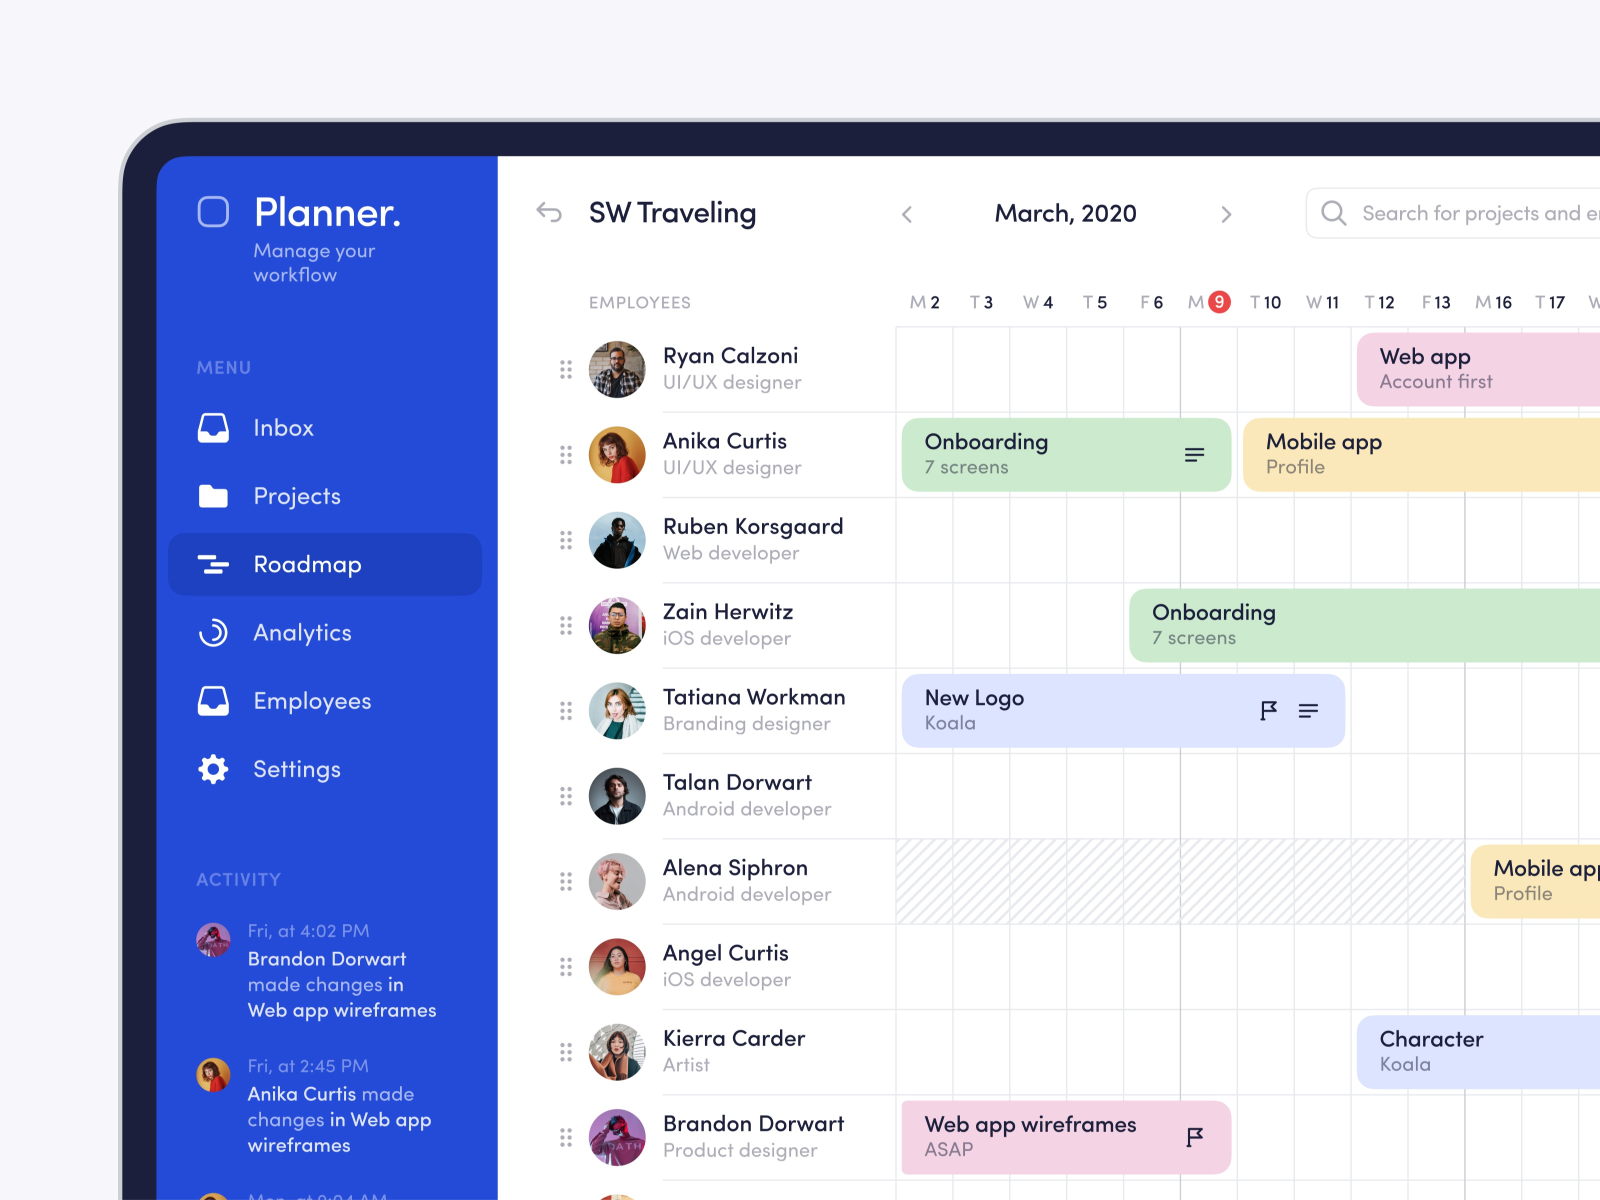 Planner.
Manage your
workflow
MENU
Inbox
Projects
Roadmap
Analytics
Employees
Settings
ACTIVITY
Fri, at 4:02 PM
Brandon Dorwart
made changes in
Web app wireframes
Fri, at 2:45 PM
Anika Curtis made
changes in Web app
wireframes
SW Traveling
March, 2020
Search for projects and
EMPLOYEES
M 2 T 3 W 4 T 5 F 6 M 9 T 10 W 11 T 12 F 13 M 16 T 17 W
Ryan Calzoni
UI/UX designer
Web app
Account first
Anika Curtis
UI/UX designer
Onboarding
7 screens
Mobile app
Profile
Ruben Korsgaard
Web developer
Zain Herwitz
iOS developer
Onboarding
7 screens
Tatiana Workman
Branding designer
New Logo
Koala
Talan Dorwart
Android developer
Alena Siphron
Android developer
Mobile app
Profile
Angel Curtis
iOS developer
Kierra Carder
Artist
Character
Koala
Brandon Dorwart
Product designer
Web app wireframes
ASAP